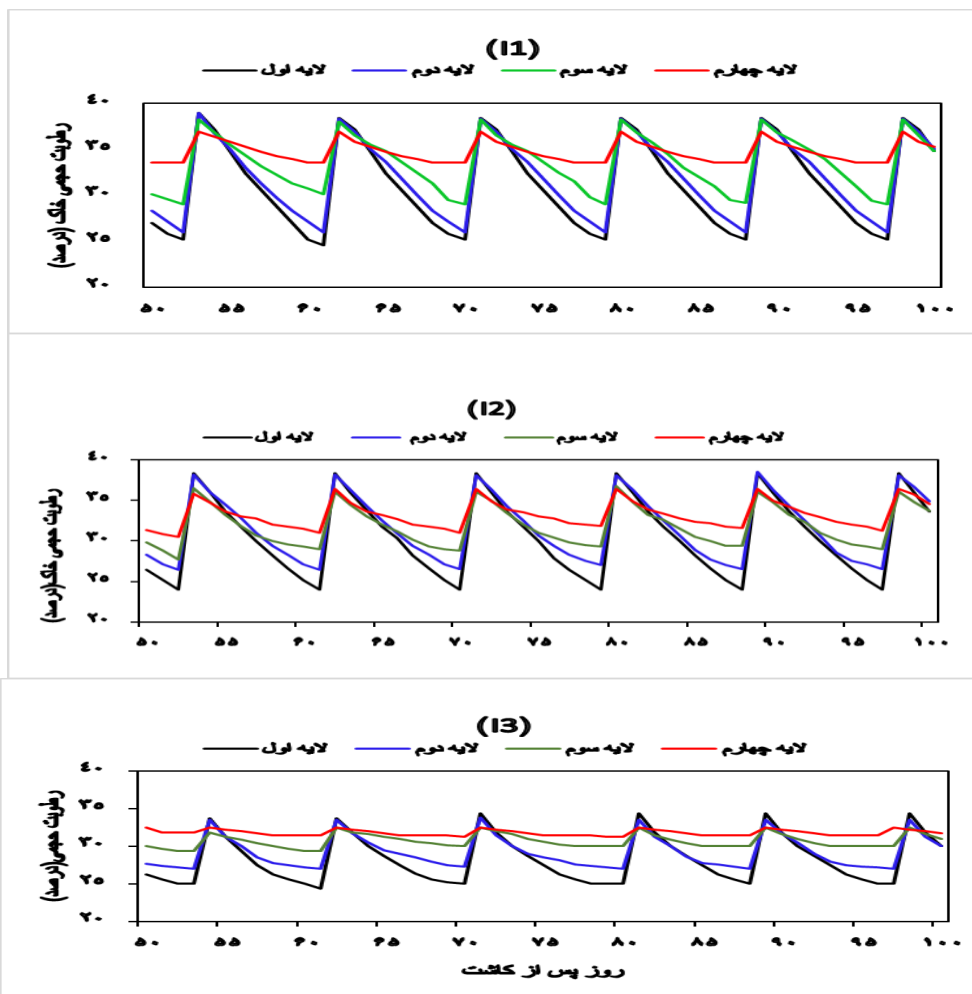 (I1)
لایه اول لایه دوم لایه سوم لایه چهارم
رطوبت حجمی خاک (درصد)
۴۰
۳۵
۳۰
۲۵
۲۰
۵۰ ۵۵ ۶۰ ۶۵ ۷۰ ۷۵ ۸۰ ۸۵ ۹۰ ۹۵ ۱۰۰
(I2)
لایه اول لایه دوم لایه سوم لایه چهارم
رطوبت حجمی خاک(درصد)
۴۰
۳۵
۳۰
۲۵
۲۰
۵۰ ۵۵ ۶۰ ۶۵ ۷۰ ۷۵ ۸۰ ۸۵ ۹۰ ۹۵ ۱۰۰
(I3)
لایه اول لایه دوم لایه سوم لایه چهارم
رطوبت حجمی(درصد)
۴۰
۳۵
۳۰
۲۵
۲۰
۵۰ ۵۵ ۶۰ ۶۵ ۷۰ ۷۵ ۸۰ ۸۵ ۹۰ ۹۵ ۱۰۰
روز پس از کاشت